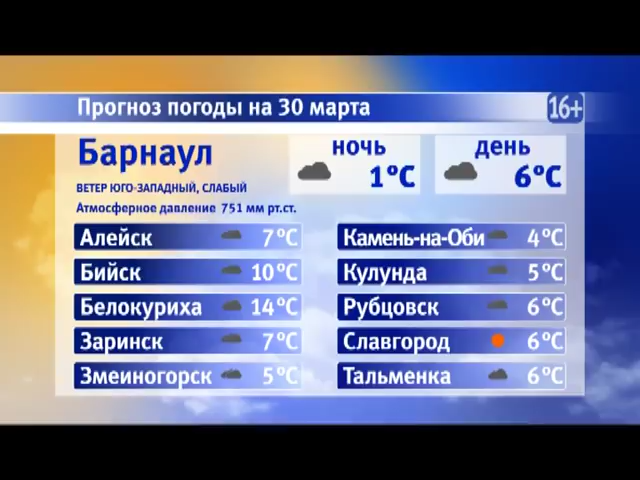 Прогноз погоды на 30 марта
16+
Барнаул
ночь
1°C
день
6°C
ВЕТЕР ЮГО-ЗАПАДНЫЙ, СЛАБЫЙ
Атмосферное давление 751 мм рт.ст.
Алейск 7°C
Бийск 10°C
Белокуриха 14°C
Заринск 7°C
Змеиногорск 5°C
Камень-на-Оби 4°C
Кулунда 5°C
Рубцовск 6°C
Славгород 6°C
Тальменка 6°C